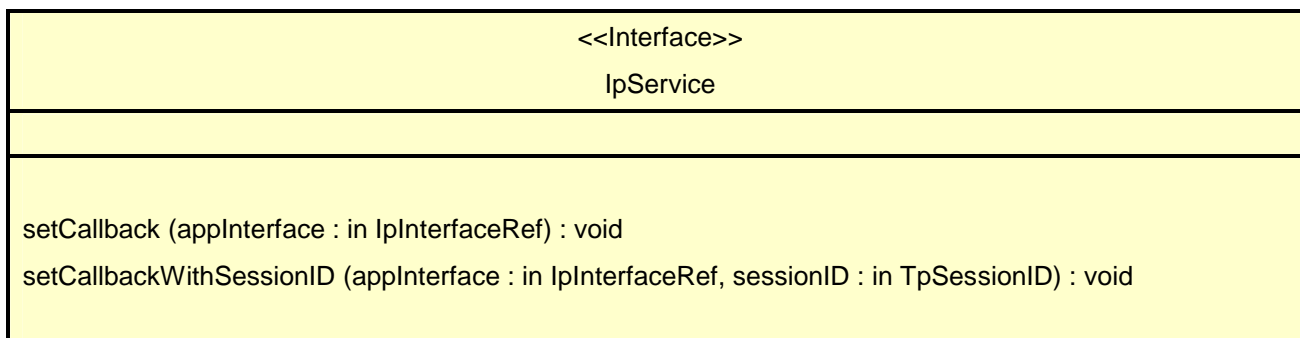 <<Interface>>
IpService
setCallback (appInterface : in IpInterfaceRef) : void
setCallbackWithSessionID (appInterface : in IpInterfaceRef, sessionID : in TpSessionID) : void